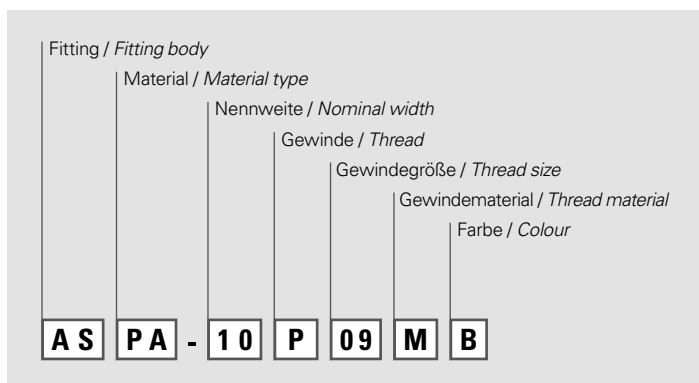 Fitting / Fitting body
Material / Material type
Nennweite / Nominal width
Gewinde / Thread
Gewindegröße / Thread size
Gewindematerial / Thread material
Farbe / Colour
AS PA - 10 P 09 M B